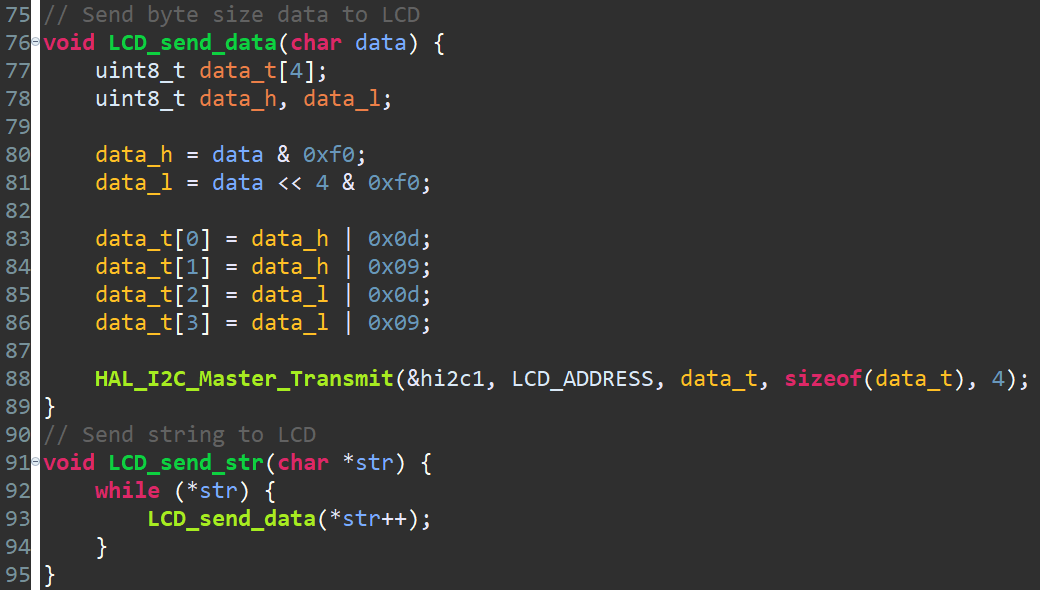 75 // Send byte size data to LCD
76 void LCD_send_data(char data) {
77     uint8_t data_t[4];
78     uint8_t data_h, data_l;
79
80     data_h = data & 0xf0;
81     data_l = data << 4 & 0xf0;
82
83     data_t[0] = data_h | 0x0d;
84     data_t[1] = data_h | 0x09;
85     data_t[2] = data_l | 0x0d;
86     data_t[3] = data_l | 0x09;
87
88     HAL_I2C_Master_Transmit(&hi2c1, LCD_ADDRESS, data_t, sizeof(data_t), 4);
89 }
90 // Send string to LCD
91 void LCD_send_str(char *str) {
92     while (*str) {
93         LCD_send_data(*str++);
94     }
95 }